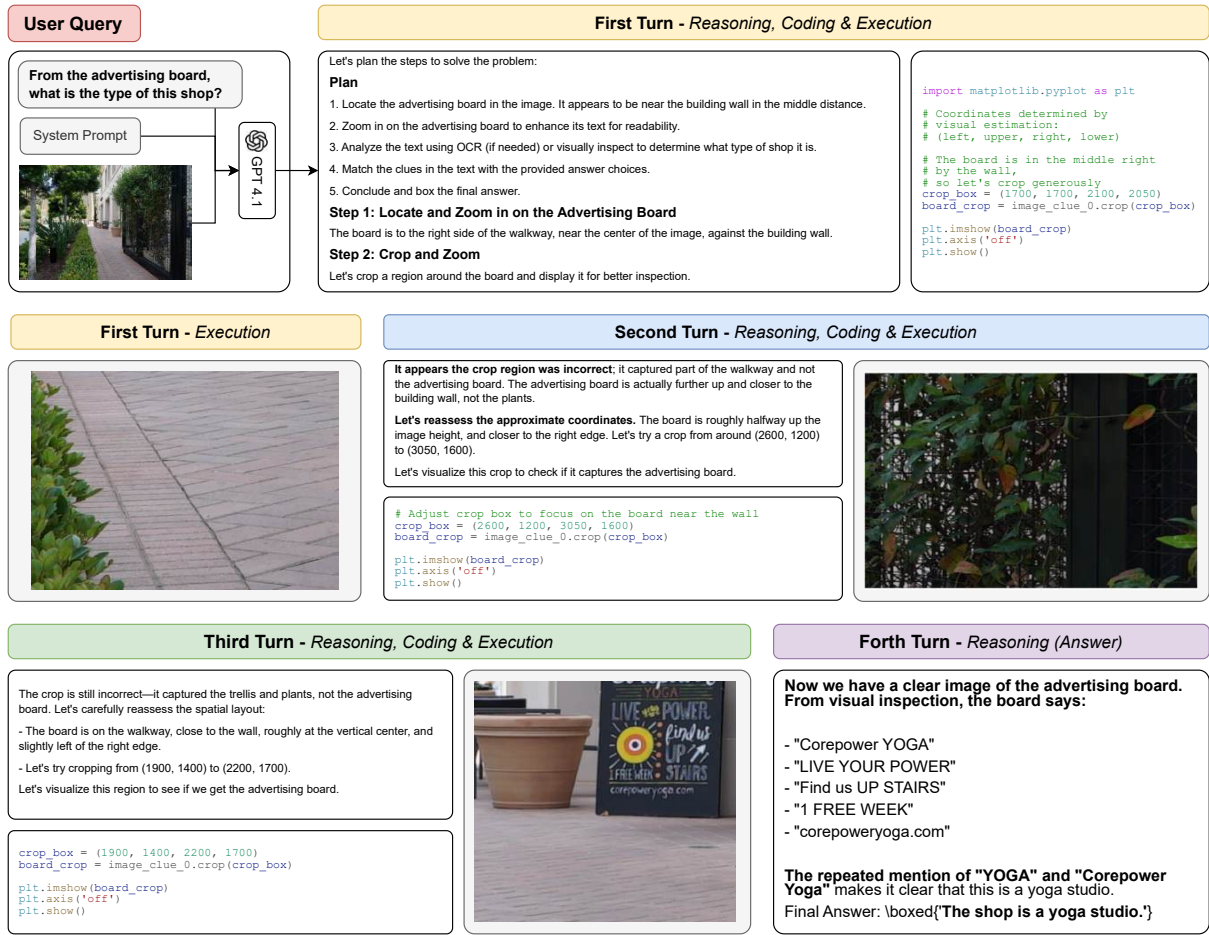 User Query
First Turn - Reasoning, Coding & Execution
From the advertising board,
what is the type of this shop?
System Prompt
GPT 4.1
Let's plan the steps to solve the problem:
Plan
1. Locate the advertising board in the image. It appears to be near the building wall in the middle distance.
2. Zoom in on the advertising board to enhance its text for readability.
3. Analyze the text using OCR (if needed) or visually inspect to determine what type of shop it is.
4. Match the clues in the text with the provided answer choices.
5. Conclude and box the final answer.
Step 1: Locate and Zoom in on the Advertising Board
The board is to the right side of the walkway, near the center of the image, against the building wall.
Step 2: Crop and Zoom
Let's crop a region around the board and display it for better inspection.
import matplotlib.pyplot as plt
# Coordinates determined by
# visual estimation:
# (left, upper, right, lower)
# The board is in the middle right
# by the wall,
# so let's crop generously
crop_box = (1700, 1700, 2100, 2050)
board_crop = image_clue_0.crop(crop_box)
plt.imshow(board_crop)
plt.axis('off')
plt.show()
First Turn - Execution
Second Turn - Reasoning, Coding & Execution
It appears the crop region was incorrect; it captured part of the walkway and not
the advertising board. The advertising board is actually further up and closer to the
building wall, not the plants.
Let's reassess the approximate coordinates. The board is roughly halfway up the
image height, and closer to the right edge. Let's try a crop from around (2600, 1200)
to (3050, 1600).
Let's visualize this crop to check if it captures the advertising board.
# Adjust crop box to focus on the board near the wall
crop_box = (2600, 1200, 3050, 1600)
board_crop = image_clue_0.crop(crop_box)
plt.imshow(board_crop)
plt.axis('off')
plt.show()
Third Turn - Reasoning, Coding & Execution
Forth Turn - Reasoning (Answer)
The crop is still incorrect—it captured the trellis and plants, not the advertising
board. Let's carefully reassess the spatial layout:
- The board is on the walkway, close to the wall, roughly at the vertical center, and
slightly left of the right edge.
- Let's try cropping from (1900, 1400) to (2200, 1700).
Let's visualize this region to see if we get the advertising board.
crop_box = (1900, 1400, 2200, 1700)
board_crop = image_clue_0.crop(crop_box)
plt.imshow(board_crop)
plt.axis('off')
plt.show()
YOGA
LIVE POWER
find us
UP
1 FREE WEEK STAIRS
corepoweryoga.com
Now we have a clear image of the advertising board.
From visual inspection, the board says:
- "Corepower YOGA"
- "LIVE YOUR POWER"
- "Find us UP STAIRS"
- "1 FREE WEEK"
- "corepoweryoga.com"
The repeated mention of "YOGA" and "Corepower
Yoga" makes it clear that this is a yoga studio.
Final Answer: \boxed{'The shop is a yoga studio.'}